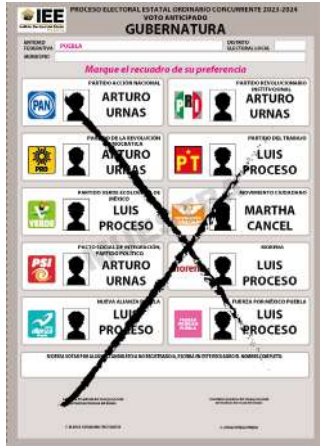 IEE
PROCESO ELECTORAL ESTATAL ORDINARIO CONCURRENTE 2023-2024
VOTO ANTICIPADO
GUBERNATURA
ENTIDAD FEDERATIVA PUEBLA
DISTRITO ELECTORAL LOCAL
MUNICIPIO
Marque el recuadro de su preferencia
PARTIDO ACCIÓN NACIONAL
PAN
ARTURO
URNAS
PARTIDO REVOLUCIONARIO
INSTITUCIONAL
PRI
ARTURO
URNAS
PARTIDO DE LA REVOLUCIÓN
DEMOCRÁTICA
PRD
ARTURO
URNAS
PARTIDO DEL TRABAJO
PT
LUIS
PROCESO
PARTIDO VERDE ECOLOGISTA DE
MÉXICO
VERDE
LUIS
PROCESO
MOVIMIENTO CIUDADANO
MARTHA
CANCEL
PACTO SOCIAL DE INTEGRACIÓN,
PARTIDO POLÍTICO
PSI
ARTURO
URNAS
MORENA
morena
LUIS
PROCESO
NUEVA ALIANZA PUEBLA
LUIS
PROCESO
FUERZA POR MÉXICO PUEBLA
LUIS
PROCESO